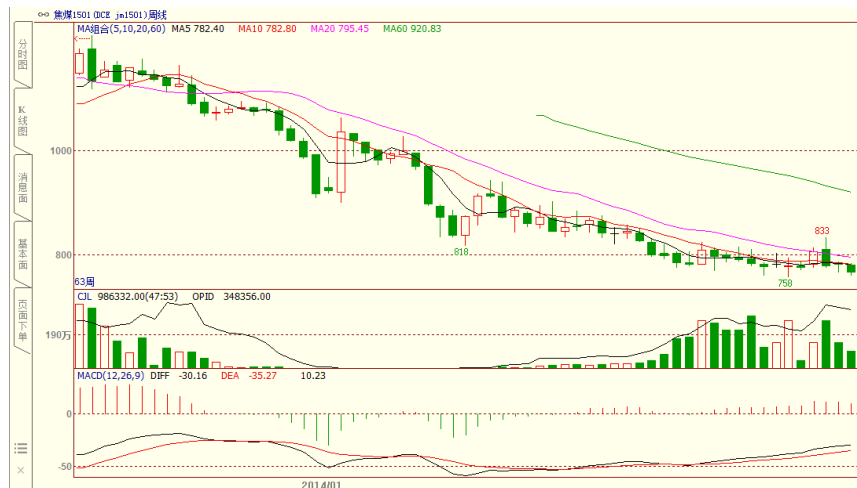 焦煤1501(DCE jm1501)周线
MA组合(5,10,20,60) MA5 782.40 MA10 782.80 MA20 795.45 MA60 920.83
分时图
K线图
消息面
基本面
页面下单
1000
800
833
818
758
63周
CJL 986332.00(47:53) OPID 348356.00
190万
MACD(12,26,9) DIFF -30.16 DEA -35.27 10.23
0
-50
2014/01